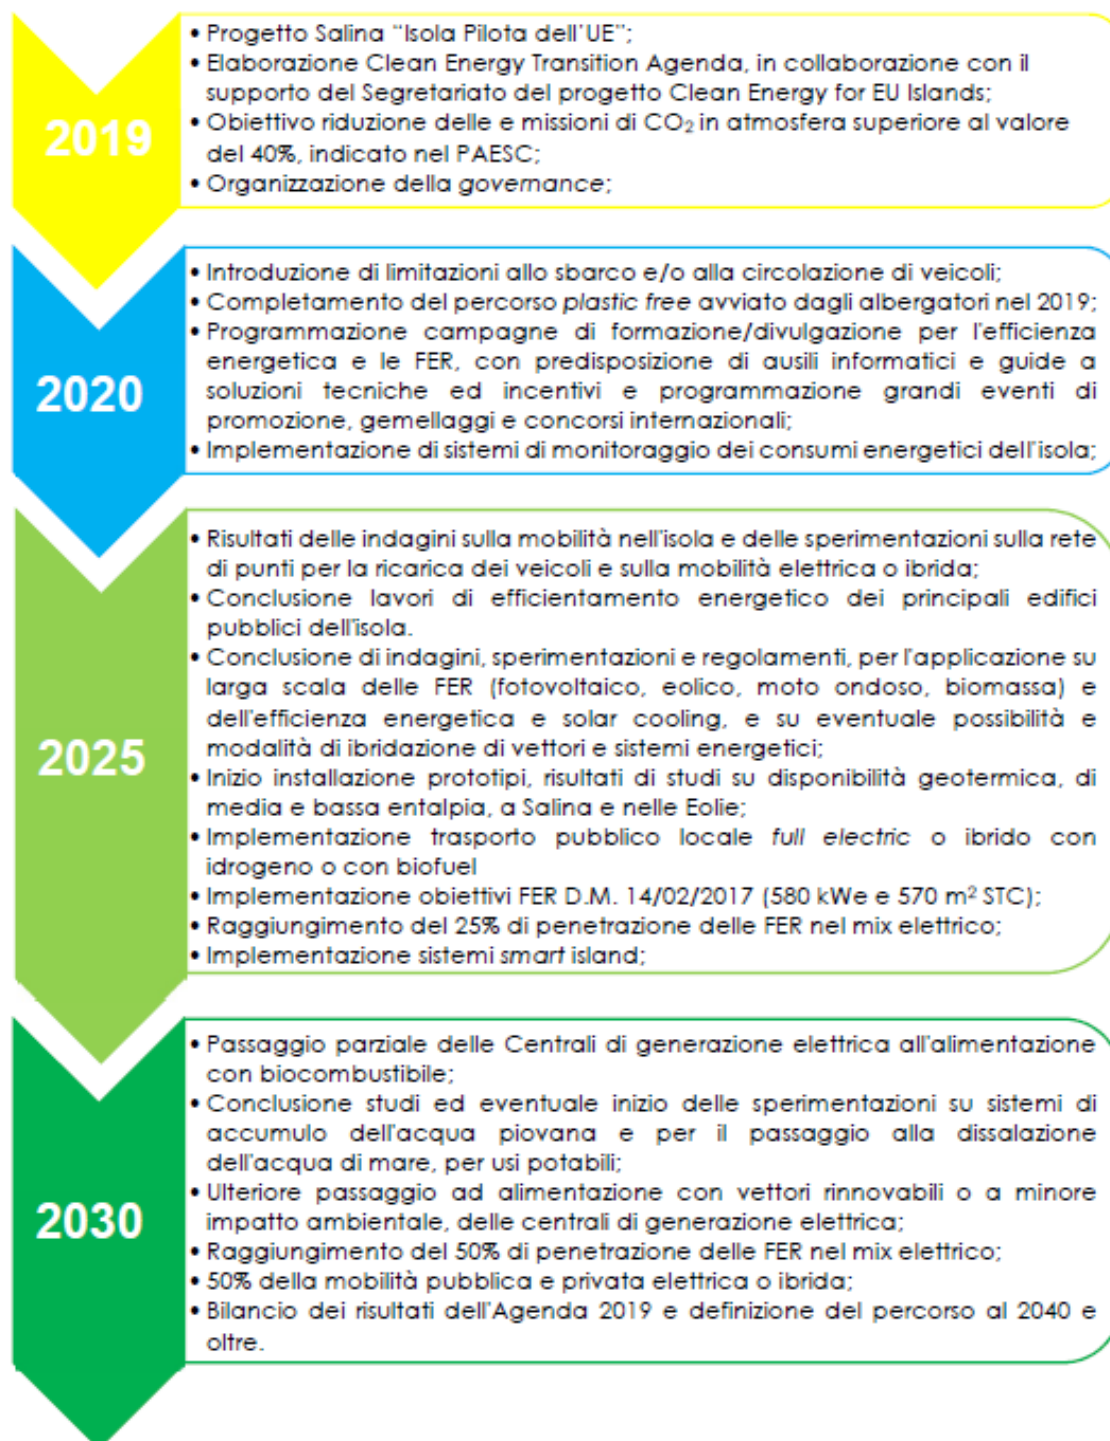 2019
• Progetto Salina “Isola Pilota dell’UE”;
• Elaborazione Clean Energy Transition Agenda, in collaborazione con il
supporto del Segretariato del progetto Clean Energy for EU Islands;
• Obiettivo riduzione delle e missioni di CO₂ in atmosfera superiore al valore
del 40%, indicato nel PAESC;
• Organizzazione della governance;
2020
• Introduzione di limitazioni allo sbarco e/o alla circolazione di veicoli;
• Completamento del percorso plastic free avviato dagli albergatori nel 2019;
• Programmazione campagne di formazione/divulgazione per l'efficienza
energetica e le FER, con predisposizione di ausili informatici e guide a
soluzioni tecniche ed incentivi e programmazione grandi eventi di
promozione, gemellaggi e concorsi internazionali;
• Implementazione di sistemi di monitoraggio dei consumi energetici dell'isola;
2025
• Risultati delle indagini sulla mobilità nell'isola e delle sperimentazioni sulla rete
di punti per la ricarica dei veicoli e sulla mobilità elettrica o ibrida;
• Conclusione lavori di efficientamento energetico dei principali edifici
pubblici dell'isola.
• Conclusione di indagini, sperimentazioni e regolamenti, per l'applicazione su
larga scala delle FER (fotovoltaico, eolico, moto ondoso, biomassa) e
dell'efficienza energetica e solar cooling, e su eventuale possibilità e
modalità di ibridazione di vettori e sistemi energetici;
• Inizio installazione prototipi, risultati di studi su disponibilità geotermica, di
media e bassa entalpia, a Salina e nelle Eolie;
• Implementazione trasporto pubblico locale full electric o ibrido con
idrogeno o con biofuel
• Implementazione obiettivi FER D.M. 14/02/2017 (580 kWe e 570 m² STC);
• Raggiungimento del 25% di penetrazione delle FER nel mix elettrico;
• Implementazione sistemi smart island;
2030
• Passaggio parziale delle Centrali di generazione elettrica all'alimentazione
con biocombustibile;
• Conclusione studi ed eventuale inizio delle sperimentazioni su sistemi di
accumulo dell'acqua piovana e per il passaggio alla dissalazione
dell'acqua di mare, per usi potabili;
• Ulteriore passaggio ad alimentazione con vettori rinnovabili o a minore
impatto ambientale, delle centrali di generazione elettrica;
• Raggiungimento del 50% di penetrazione delle FER nel mix elettrico;
• 50% della mobilità pubblica e privata elettrica o ibrida;
• Bilancio dei risultati dell'Agenda 2019 e definizione del percorso al 2040 e
oltre.